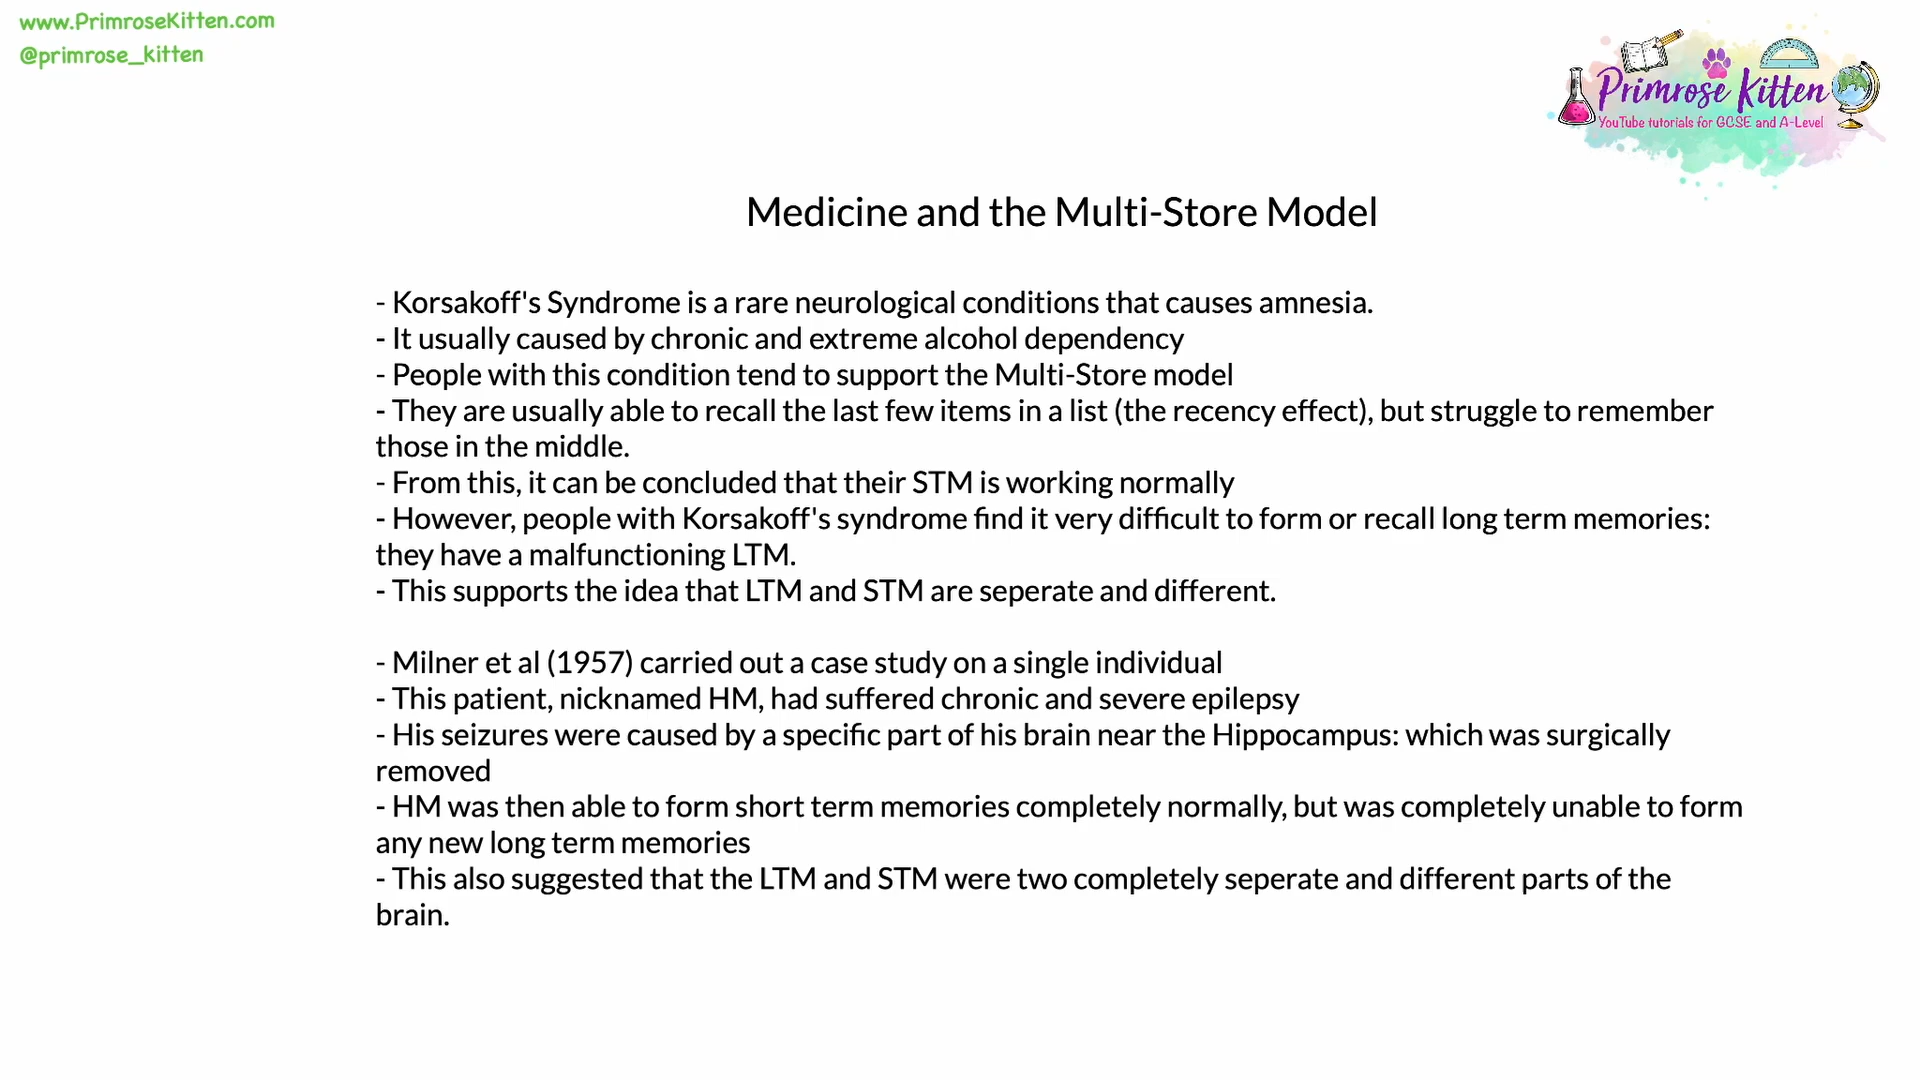 www.PrimroseKitten.com
@primrose_kitten
Primrose Kitten
YouTube tutorials for GCSE and A-Level
Medicine and the Multi-Store Model
- Korsakoff's Syndrome is a rare neurological conditions that causes amnesia.
- It usually caused by chronic and extreme alcohol dependency
- People with this condition tend to support the Multi-Store model
- They are usually able to recall the last few items in a list (the recency effect), but struggle to remember
those in the middle.
- From this, it can be concluded that their STM is working normally
- However, people with Korsakoff's syndrome find it very difficult to form or recall long term memories:
they have a malfunctioning LTM.
- This supports the idea that LTM and STM are seperate and different.
- Milner et al (1957) carried out a case study on a single individual
- This patient, nicknamed HM, had suffered chronic and severe epilepsy
- His seizures were caused by a specific part of his brain near the Hippocampus: which was surgically
removed
- HM was then able to form short term memories completely normally, but was completely unable to form
any new long term memories
- This also suggested that the LTM and STM were two completely seperate and different parts of the
brain.